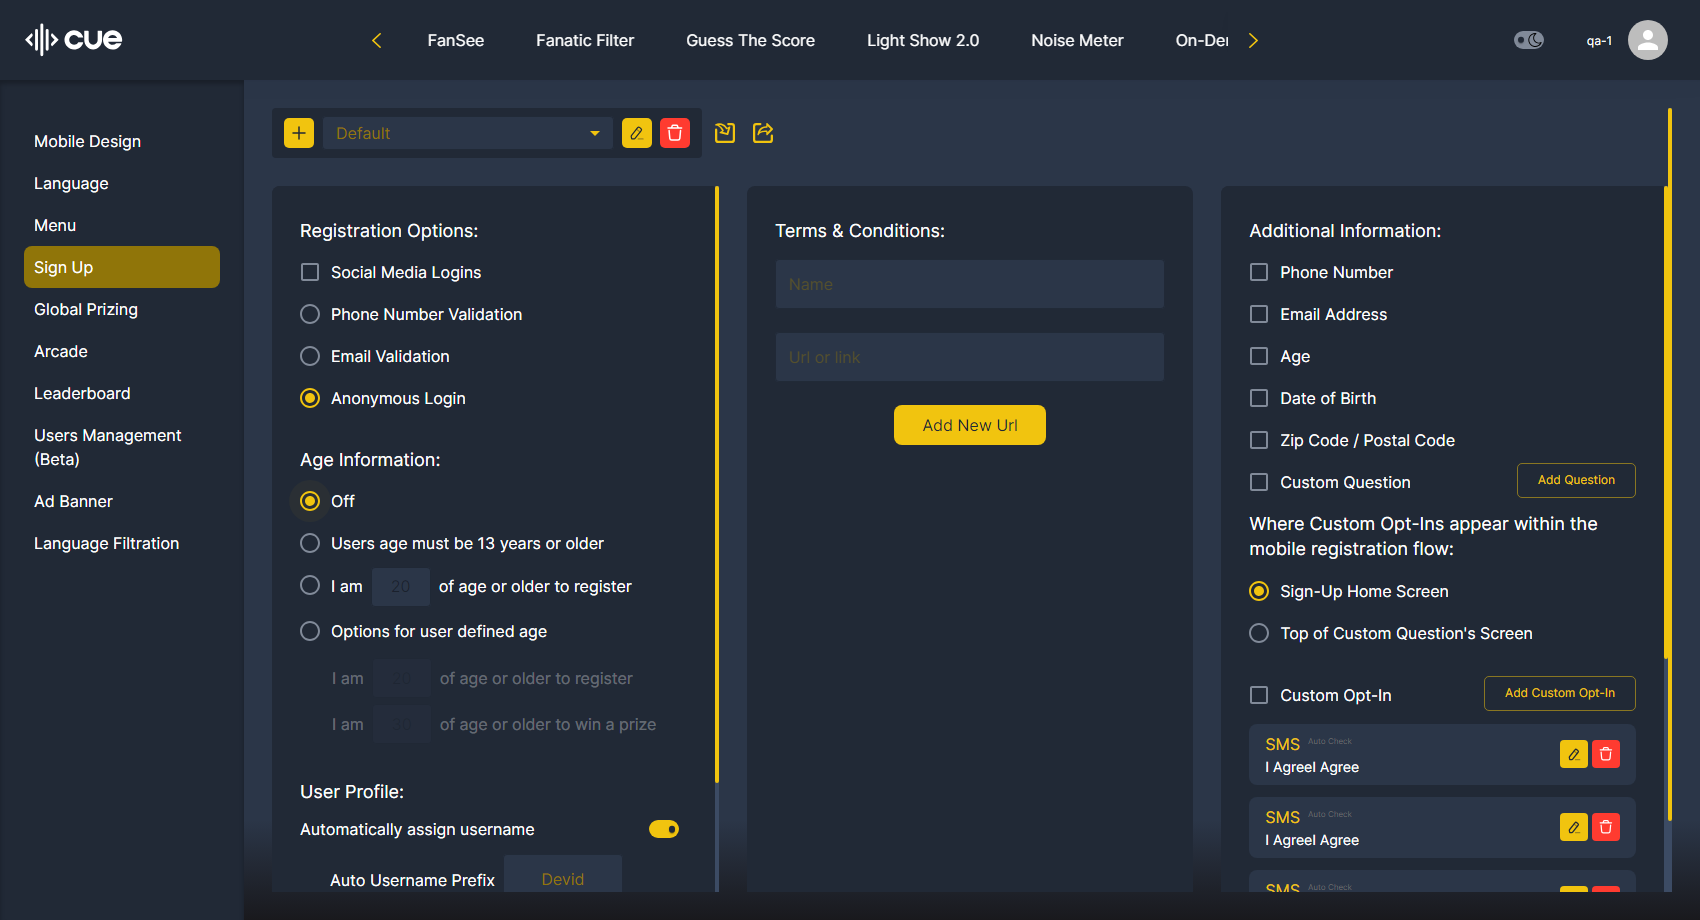 cue
FanSee
Fanatic Filter
Guess The Score
Light Show 2.0
Noise Meter
On-Der
qa-1
Mobile Design
Language
Menu
Sign Up
Global Prizing
Arcade
Leaderboard
Users Management
(Beta)
Ad Banner
Language Filtration
Default
Registration Options:
Social Media Logins
Phone Number Validation
Email Validation
Anonymous Login
Age Information:
Off
Users age must be 13 years or older
I am 20 of age or older to register
Options for user defined age
I am 20 of age or older to register
I am 30 of age or older to win a prize
User Profile:
Automatically assign username
Auto Username Prefix Devid
Terms & Conditions:
Name
Url or link
Add New Url
Additional Information:
Phone Number
Email Address
Age
Date of Birth
Zip Code / Postal Code
Custom Question Add Question
Where Custom Opt-Ins appear within the
mobile registration flow:
Sign-Up Home Screen
Top of Custom Question's Screen
Custom Opt-In Add Custom Opt-In
SMS Auto Check
I AgreeI Agree
SMS Auto Check
I AgreeI Agree
SMS Auto Check